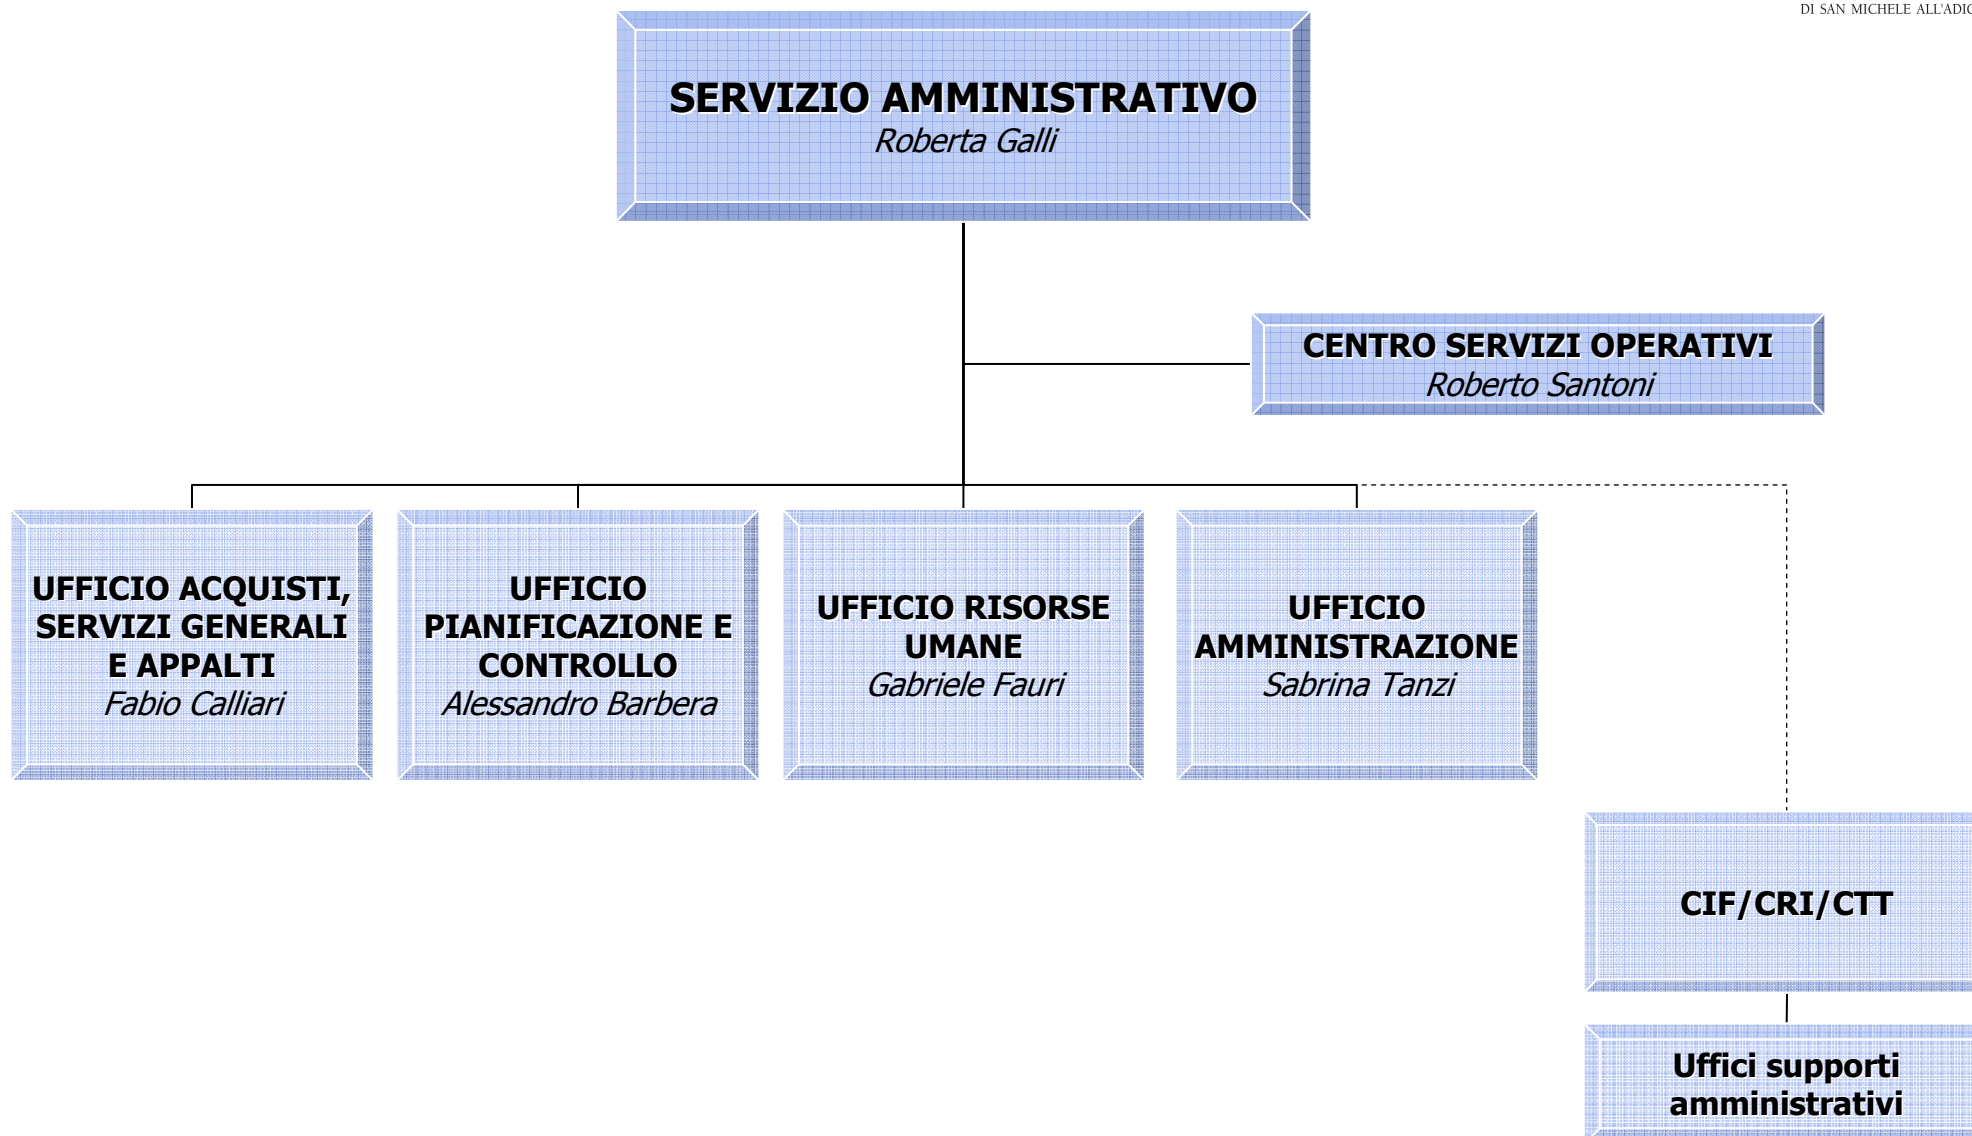 DI SAN MICHELE ALL'ADIG
SERVIZIO AMMINISTRATIVO
Roberta Galli
CENTRO SERVIZI OPERATIVI
Roberto Santoni
UFFICIO ACQUISTI,
SERVIZI GENERALI
E APPALTI
Fabio Calliari
UFFICIO
PIANIFICAZIONE E
CONTROLLO
Alessandro Barbera
UFFICIO RISORSE
UMANE
Gabriele Fauri
UFFICIO
AMMINISTRAZIONE
Sabrina Tanzi
CIF/CRI/CTT
Uffici supporti
amministrativi